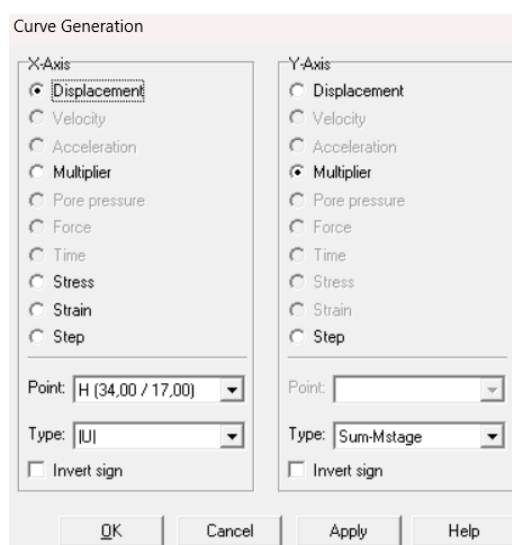 Curve Generation
X-Axis
Displacement
Velocity
Acceleration
Multiplier
Pore pressure
Force
Time
Stress
Strain
Step
Point: H (34,00 / 17,00)
Type: |U|
Invert sign
Y-Axis
Displacement
Velocity
Acceleration
Multiplier
Pore pressure
Force
Time
Stress
Strain
Step
Point:
Type: Sum-Mstage
Invert sign
OK Cancel Apply Help